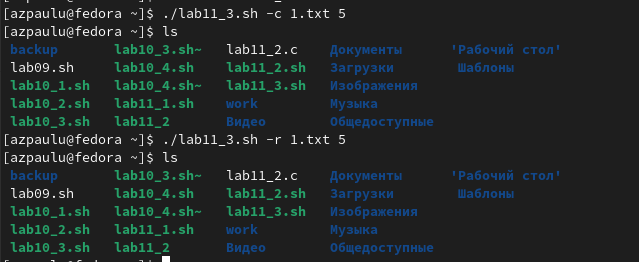 [azpaulu@fedora ~]$ ./lab11_3.sh -c 1.txt 5
[azpaulu@fedora ~]$ ls
backup lab10_3.sh~ lab11_2.c Документы 'Рабочий стол'
lab09.sh lab10_4.sh lab11_2.sh Загрузки Шаблоны
lab10_1.sh lab10_4.sh~ lab11_3.sh Изображения
lab10_2.sh lab11_1.sh work Музыка
lab10_3.sh lab11_2 Видео Общедоступные
[azpaulu@fedora ~]$ ./lab11_3.sh -r 1.txt 5
[azpaulu@fedora ~]$ ls
backup lab10_3.sh~ lab11_2.c Документы 'Рабочий стол'
lab09.sh lab10_4.sh lab11_2.sh Загрузки Шаблоны
lab10_1.sh lab10_4.sh~ lab11_3.sh Изображения
lab10_2.sh lab11_1.sh work Музыка
lab10_3.sh lab11_2 Видео Общедоступные
[azpaulu@fedora ~]$